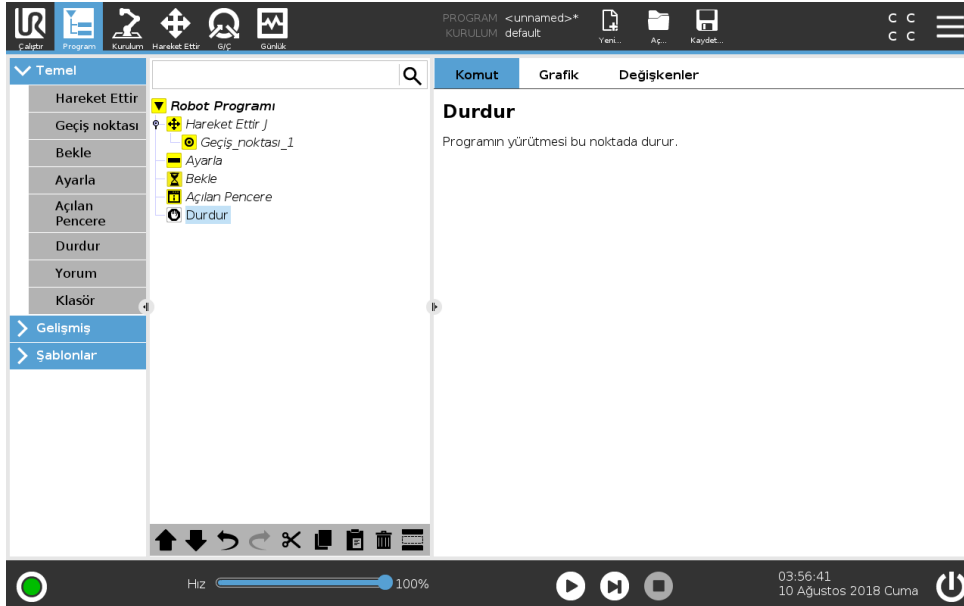 PROGRAM <unnamed>*
KURULUM default
C C
C C
Çalıştır Program Kurulum Hareket Ettir G/Ç Günlük Yeni... Aç... Kaydet...
Temel
Hareket Ettir
Geçiş noktası
Bekle
Ayarla
Açılan
Pencere
Durdur
Yorum
Klasör
Gelişmiş
Şablonlar
Robot Programı
Hareket Ettir J
Geçiş_noktası_1
Ayarla
Bekle
Açılan Pencere
Durdur
Komut Grafik Değişkenler
Durdur
Programın yürütmesi bu noktada durur.
Hız 100%
03:56:41
10 Ağustos 2018 Cuma